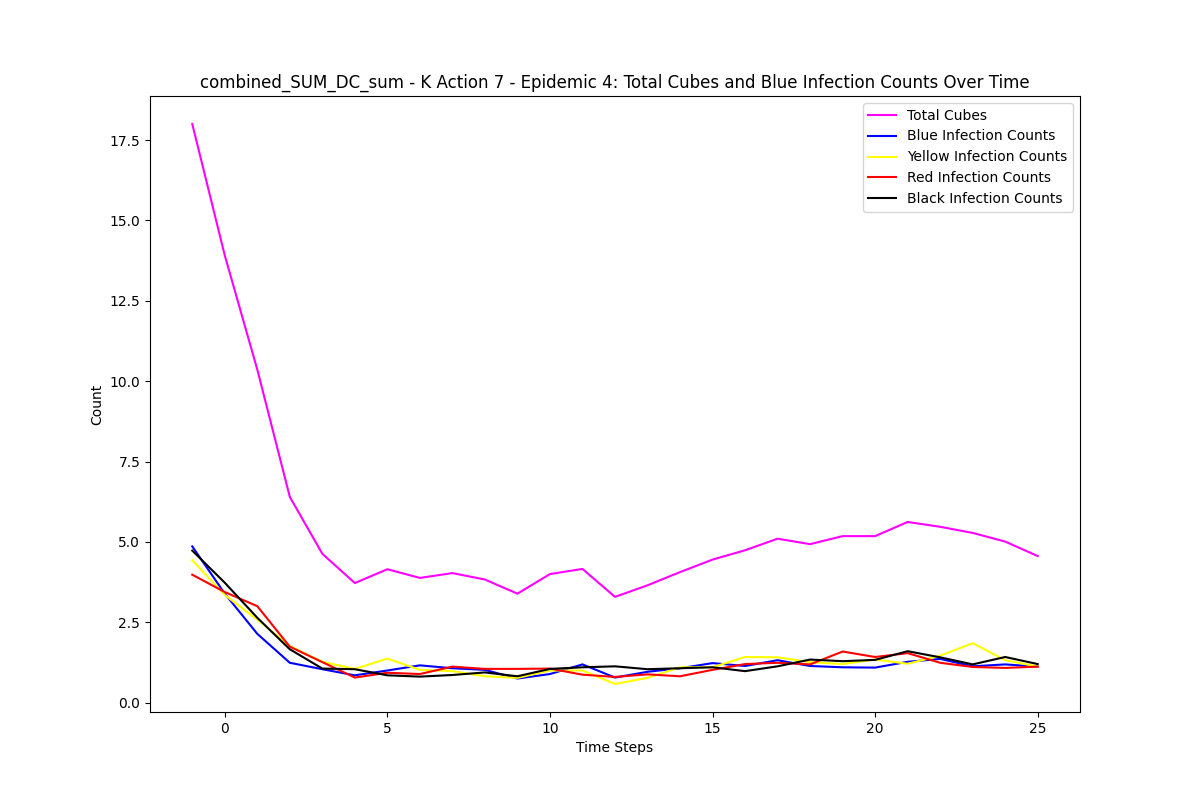 combined_SUM_DC_sum - K Action 7 - Epidemic 4: Total Cubes and Blue Infection Counts Over Time
Total Cubes
Blue Infection Counts
Yellow Infection Counts
Red Infection Counts
Black Infection Counts
17.5
15.0
12.5
10.0
7.5
5.0
2.5
0.0
Count
0 5 10 15 20 25
Time Steps